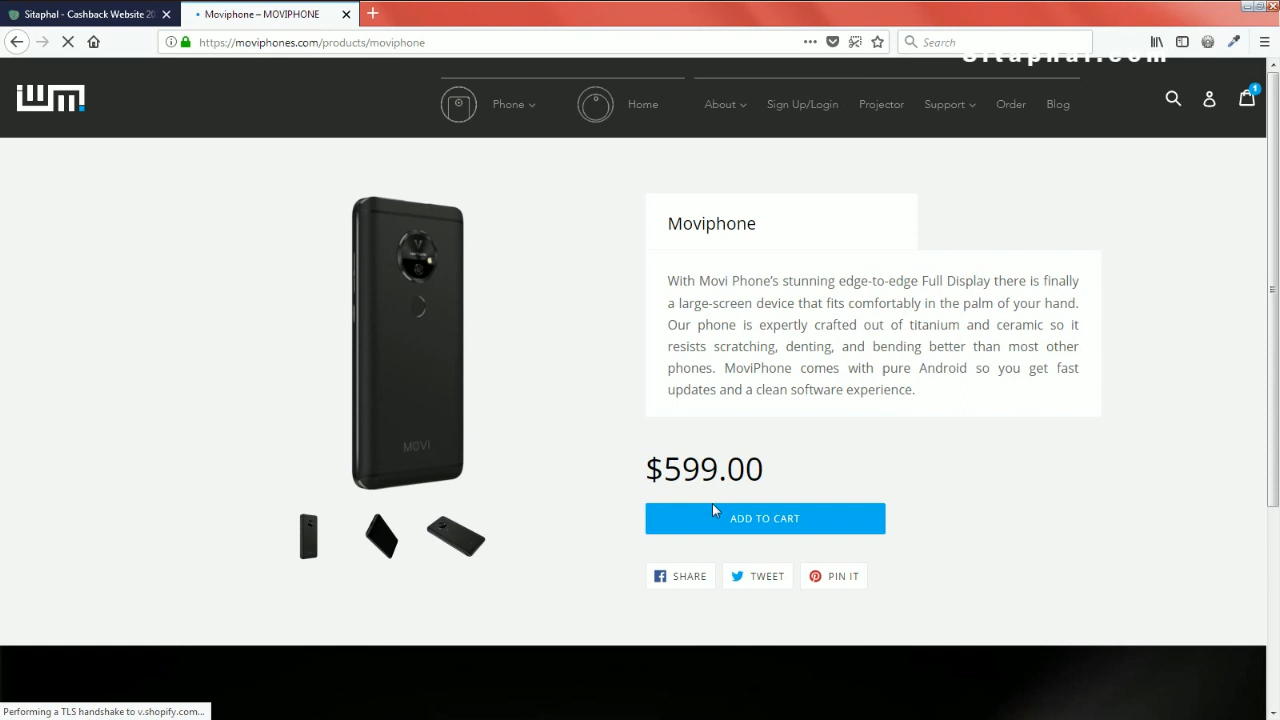 Sitaphal - Cashback Website 20
Moviphone – MOVIPHONE
https://moviphones.com/products/moviphone
Search
Sitaphal.com
Phone
Home
About
Sign Up/Login
Projector
Support
Order
Blog
1
Moviphone
With Movi Phone's stunning edge-to-edge Full Display there is finally
a large-screen device that fits comfortably in the palm of your hand.
Our phone is expertly crafted out of titanium and ceramic so it
resists scratching, denting, and bending better than most other
phones. MoviPhone comes with pure Android so you get fast
updates and a clean software experience.
MOVI
$599.00
ADD TO CART
SHARE
TWEET
PIN IT
Performing a TLS handshake to v.shopify.com...